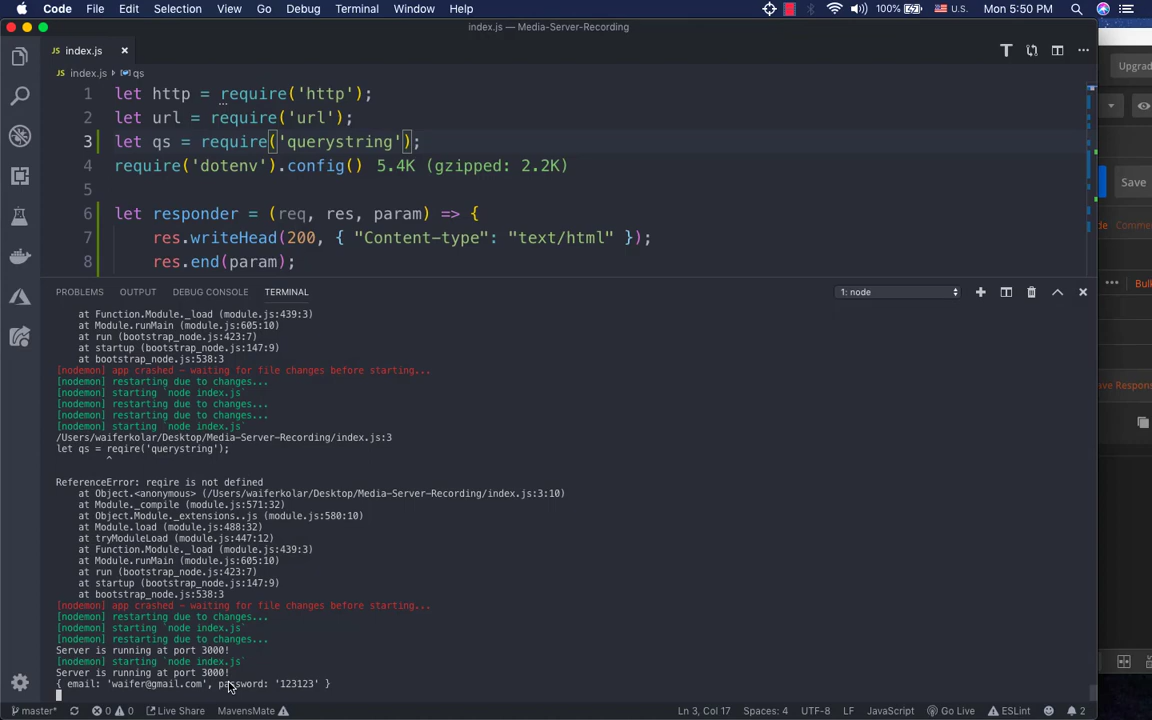 Code File Edit Selection View Go Debug Terminal Window Help 100% U.S. Mon 5:50 PM
index.js — Media-Server-Recording
JS index.js ×
JS index.js › qs
1 let http = require('http');
2 let url = require('url');
3 let qs = require('querystring');
4 require('dotenv').config() 5.4K (gzipped: 2.2K)
5
6 let responder = (req, res, param) => {
7 res.writeHead(200, { "Content-type": "text/html" });
8 res.end(param);
Upgrad
Save
Comme
Bulk
ave Respons
PROBLEMS OUTPUT DEBUG CONSOLE TERMINAL 1: node
at Function.Module._load (module.js:439:3)
at Module.runMain (module.js:605:10)
at run (bootstrap_node.js:423:7)
at startup (bootstrap_node.js:147:9)
at bootstrap_node.js:538:3
[nodemon] app crashed - waiting for file changes before starting...
[nodemon] restarting due to changes...
[nodemon] starting `node index.js`
[nodemon] restarting due to changes...
[nodemon] restarting due to changes...
[nodemon] starting `node index.js`
/Users/waiferkolar/Desktop/Media-Server-Recording/index.js:3
let qs = reqire('querystring');
^
ReferenceError: reqire is not defined
at Object.<anonymous> (/Users/waiferkolar/Desktop/Media-Server-Recording/index.js:3:10)
at Module._compile (module.js:571:32)
at Object.Module._extensions..js (module.js:580:10)
at Module.load (module.js:488:32)
at tryModuleLoad (module.js:447:12)
at Function.Module._load (module.js:439:3)
at Module.runMain (module.js:605:10)
at run (bootstrap_node.js:423:7)
at startup (bootstrap_node.js:147:9)
at bootstrap_node.js:538:3
[nodemon] app crashed - waiting for file changes before starting...
[nodemon] restarting due to changes...
[nodemon] starting `node index.js`
[nodemon] restarting due to changes...
Server is running at port 3000!
[nodemon] starting `node index.js`
Server is running at port 3000!
{ email: 'waifer@gmail.com', password: '123123' }
master* 0 0 Live Share MavensMate Ln 3, Col 17 Spaces: 4 UTF-8 LF JavaScript Go Live ESLint 2